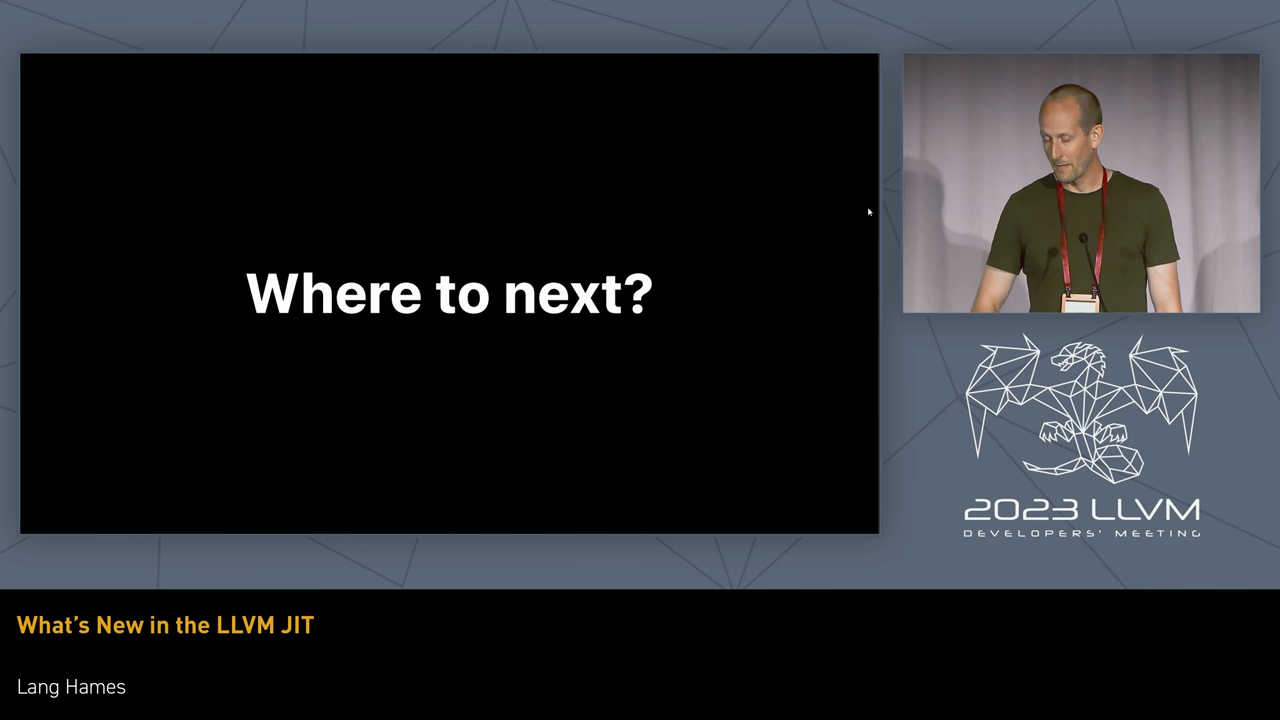 Where to next?
2023 LLVM
DEVELOPERS' MEETING
What's New in the LLVM JIT
Lang Hames